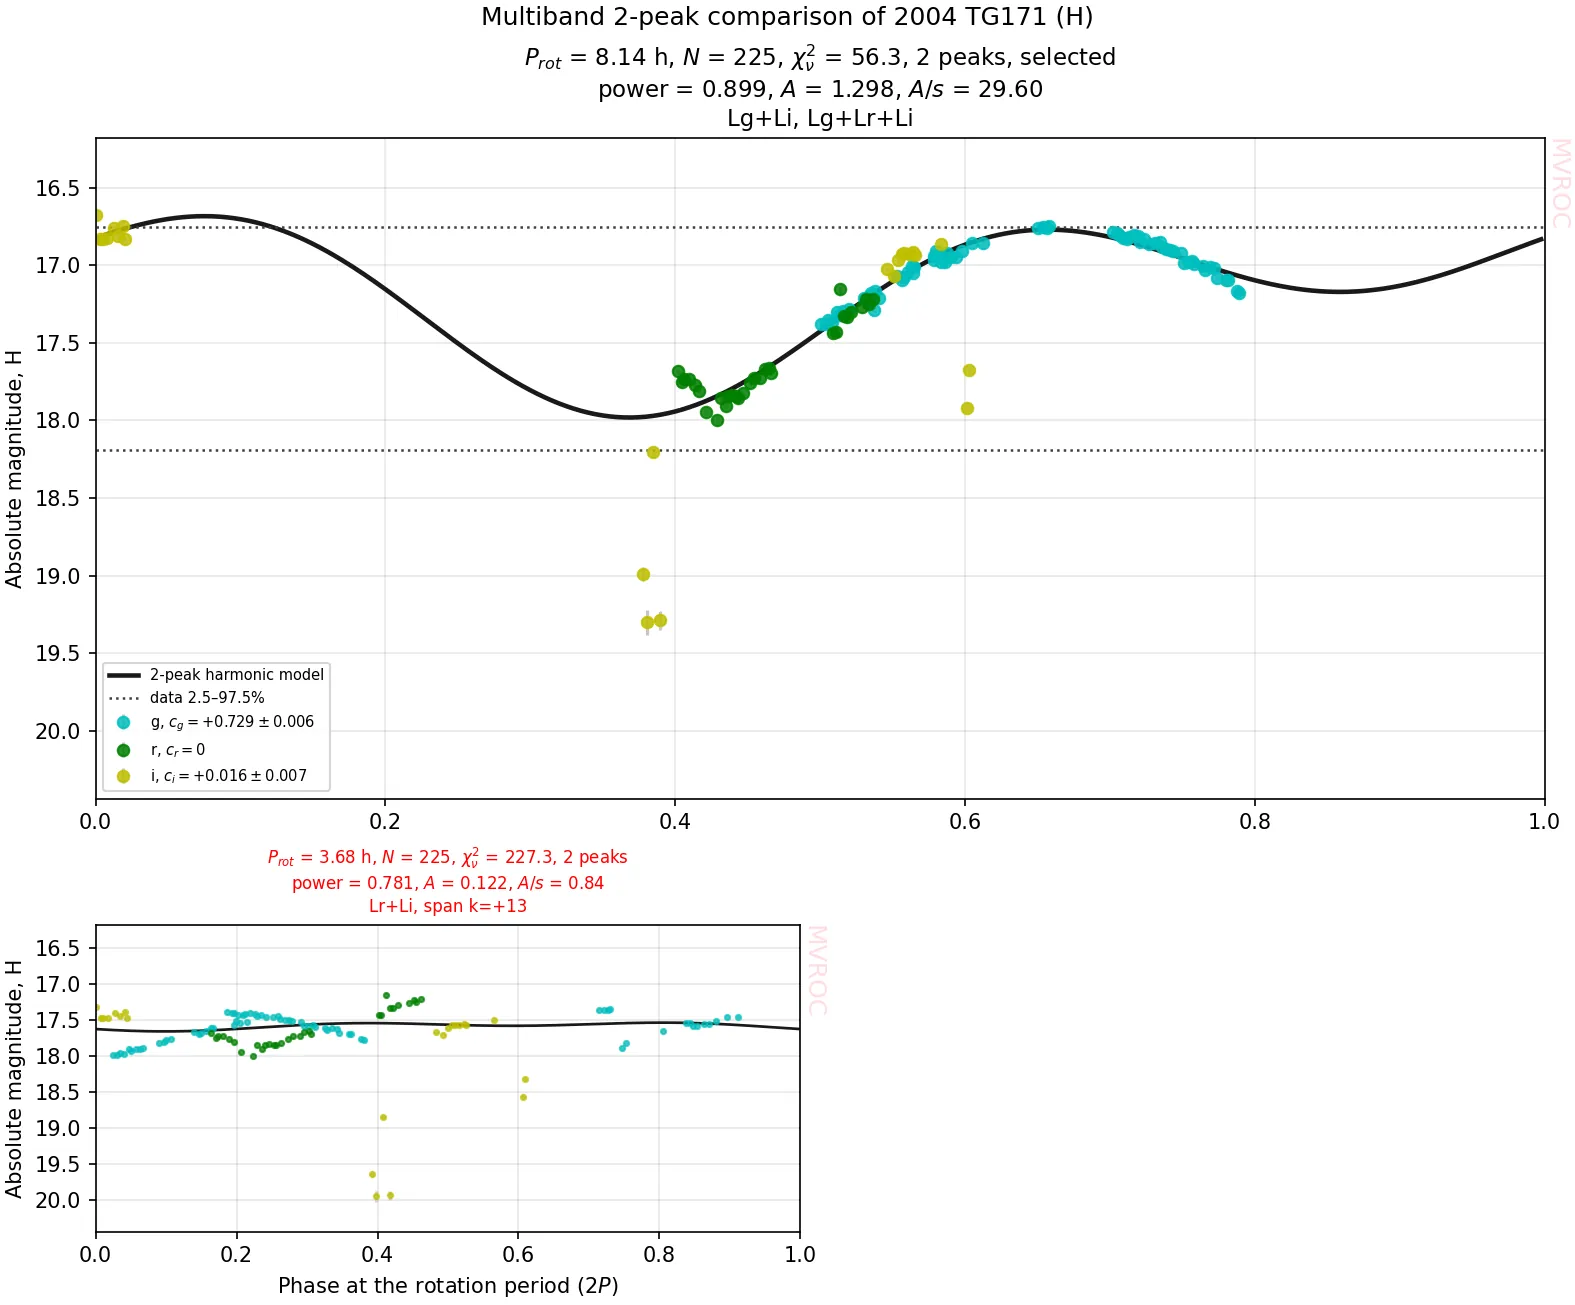 Multiband 2-peak comparison of 2004 TG171 (H)
P_rot = 8.14 h, N = 225, χ²_ν = 56.3, 2 peaks, selected
power = 0.899, A = 1.298, A/s = 29.60
Lg+Li, Lg+Lr+Li
MVROC
Absolute magnitude, H
16.5
17.0
17.5
18.0
18.5
19.0
19.5
20.0
2-peak harmonic model
data 2.5–97.5%
g, c_g = +0.729 ± 0.006
r, c_r = 0
i, c_i = +0.016 ± 0.007
0.0 0.2 0.4 0.6 0.8 1.0
P_rot = 3.68 h, N = 225, χ²_ν = 227.3, 2 peaks
power = 0.781, A = 0.122, A/s = 0.84
Lr+Li, span k=+13
MVROC
Absolute magnitude, H
16.5
17.0
17.5
18.0
18.5
19.0
19.5
20.0
0.0 0.2 0.4 0.6 0.8 1.0
Phase at the rotation period (2P)